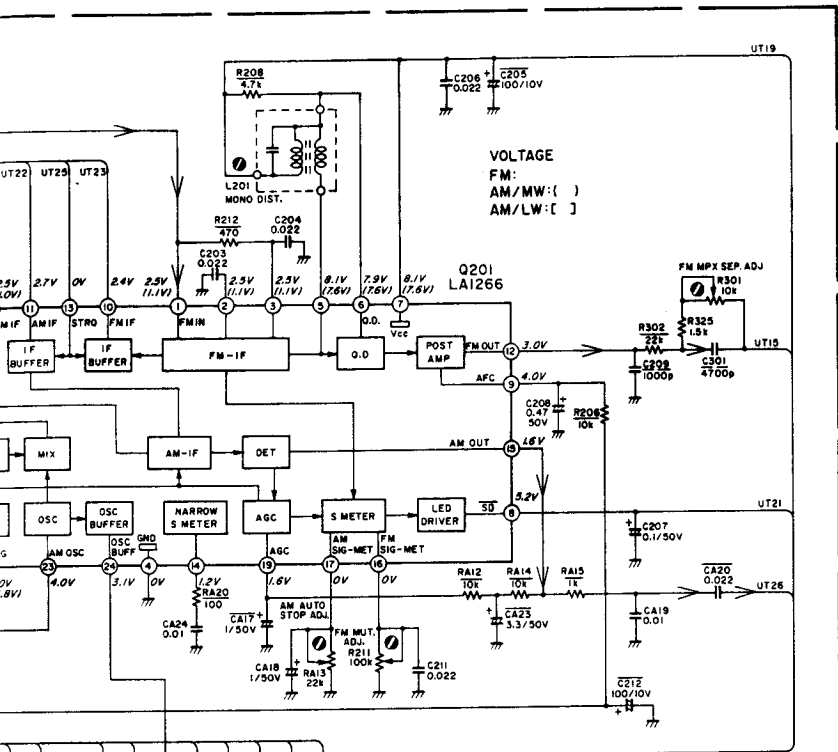 UT19
R208
4.7k
C206
0.022
+
C205
100/10V
L201
MONO DIST.
VOLTAGE
FM:
AM/MW:( )
AM/LW:[ ]
UT22 UT25 UT23
R212
470
C204
0.022
C203
0.022
2.7V 0V 2.4V 2.5V 2.5V 2.5V 8.1V 7.9V 8.1V
(1.1V) (1.1V) (1.1V) (7.6V) (7.6V) (7.6V)
Q201
LA1266
FM MPX SEP. ADJ
R301
10k
R325
1.5k
11 13 10 1 2 3 5 6 7
AM IF STRQ FM IF FM IN Q.D. Vcc
IF
BUFFER
IF
BUFFER
FM-IF
Q.D
POST
AMP
FM OUT
12
3.0V
R302
22k
C209
1000p
C301
4700p
UT15
AFC
9
4.0V
C208
0.47
50V
+
R206
10k
MIX
AM-IF
DET
AM OUT
15
1.6V
OSC
OSC
BUFFER
NARROW
S METER
AGC
S METER
LED
DRIVER
SD
8
5.2V
UT21
C207
0.1/50V
+
AM OSC
OSC
BUFF
GND
AGC
AM
SIG-MET
FM
SIG-MET
23 24 4 14 19 17 16
4.0V 3.1V 0V 1.2V 1.6V 0V 0V
RA20
100
CA24
0.01
CA17
1/50V
+
AM AUTO
STOP ADJ.
CA18
1/50V
+
RA13
22k
FM MUT.
ADJ.
R211
100k
C211
0.022
RA12
10k
RA14
10k
RA15
1k
CA23
3.3/50V
+
CA20
0.022
UT26
CA19
0.01
C212
100/10V
+